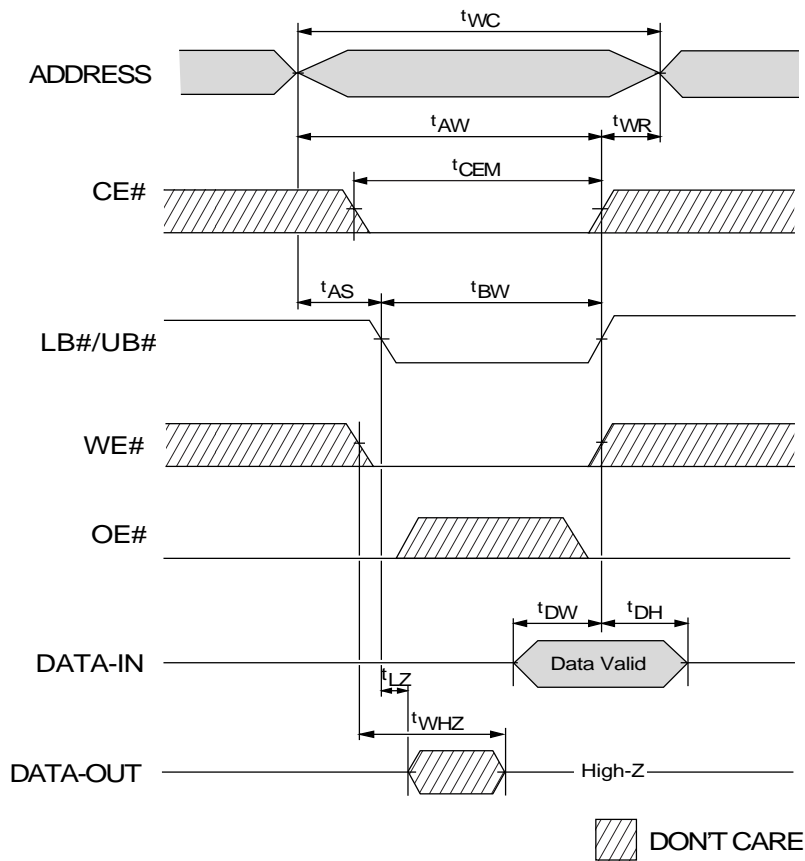 tWC
ADDRESS
tAW
tWR
tCEM
CE#
tAS
tBW
LB#/UB#
WE#
OE#
tDW
tDH
DATA-IN
Data Valid
tLZ
tWHZ
DATA-OUT
High-Z
DON'T CARE